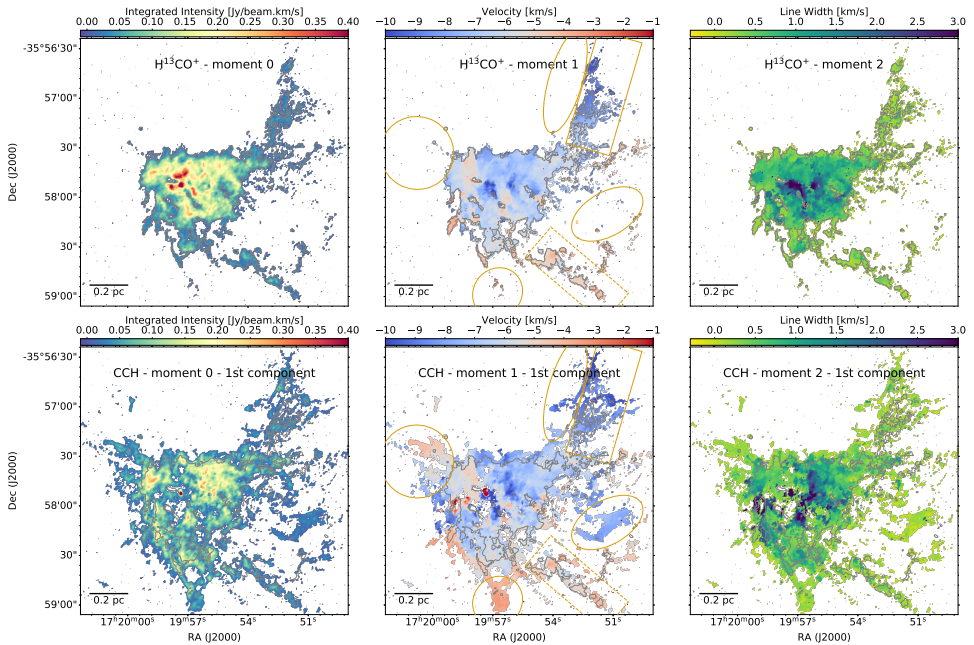 Integrated Intensity [Jy/beam.km/s] Velocity [km/s] Line Width [km/s]
0.00 0.05 0.10 0.15 0.20 0.25 0.30 0.35 0.40 −10 −9 −8 −7 −6 −5 −4 −3 −2 −1 0.0 0.5 1.0 1.5 2.0 2.5 3.0
-35°56'30"
H¹³CO⁺ - moment 0 H¹³CO⁺ - moment 1 H¹³CO⁺ - moment 2
57'00"
30"
Dec (J2000)
58'00"
30"
0.2 pc 0.2 pc 0.2 pc
59'00"
Integrated Intensity [Jy/beam.km/s] Velocity [km/s] Line Width [km/s]
0.00 0.05 0.10 0.15 0.20 0.25 0.30 0.35 0.40 −10 −9 −8 −7 −6 −5 −4 −3 −2 −1 0.0 0.5 1.0 1.5 2.0 2.5 3.0
-35°56'30"
CCH - moment 0 - 1st component CCH - moment 1 - 1st component CCH - moment 2 - 1st component
57'00"
30"
Dec (J2000)
58'00"
30"
0.2 pc 0.2 pc 0.2 pc
59'00"
17ʰ20ᵐ00ˢ 19ᵐ57ˢ 54ˢ 51ˢ 17ʰ20ᵐ00ˢ 19ᵐ57ˢ 54ˢ 51ˢ 17ʰ20ᵐ00ˢ 19ᵐ57ˢ 54ˢ 51ˢ
RA (J2000) RA (J2000) RA (J2000)